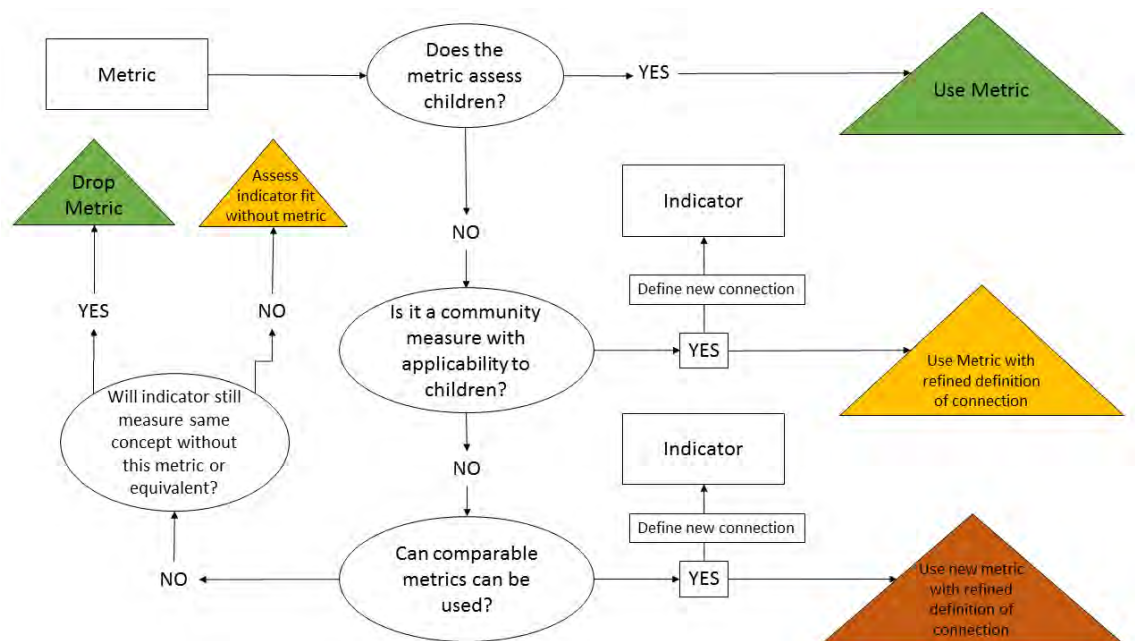 Metric
Does the
metric assess
children?
YES
Use Metric
Drop
Metric
Assess
indicator fit
without metric
NO
Indicator
Define new connection
YES
NO
Is it a community
measure with
applicability to
children?
YES
Use Metric with
refined definition
of connection
Will indicator still
measure same
concept without
this metric or
equivalent?
NO
Indicator
Define new connection
NO
Can comparable
metrics can be
used?
YES
Use new metric
with refined
definition of
connection